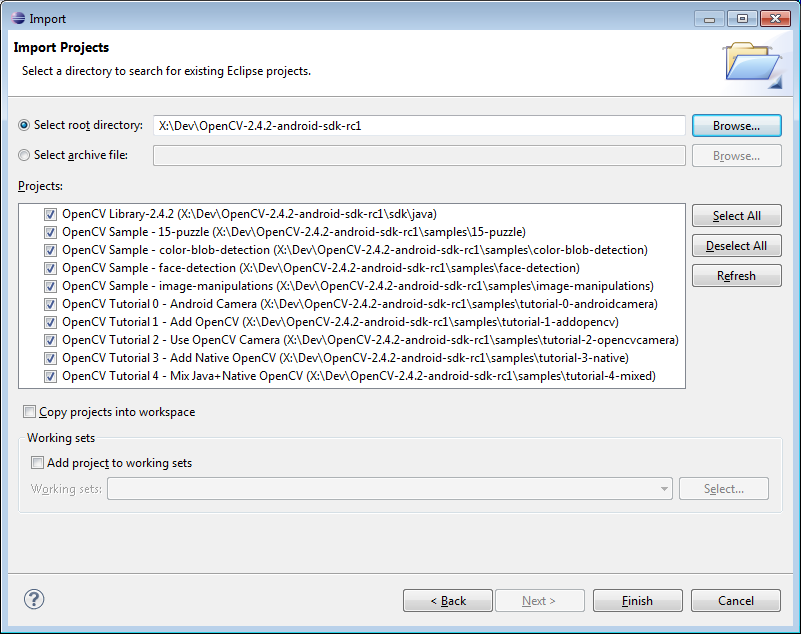 Import
Import Projects
Select a directory to search for existing Eclipse projects.
Select root directory: X:\Dev\OpenCV-2.4.2-android-sdk-rc1 Browse...
Select archive file: Browse...
Projects:
OpenCV Library-2.4.2 (X:\Dev\OpenCV-2.4.2-android-sdk-rc1\sdk\java)
OpenCV Sample - 15-puzzle (X:\Dev\OpenCV-2.4.2-android-sdk-rc1\samples\15-puzzle)
OpenCV Sample - color-blob-detection (X:\Dev\OpenCV-2.4.2-android-sdk-rc1\samples\color-blob-detection)
OpenCV Sample - face-detection (X:\Dev\OpenCV-2.4.2-android-sdk-rc1\samples\face-detection)
OpenCV Sample - image-manipulations (X:\Dev\OpenCV-2.4.2-android-sdk-rc1\samples\image-manipulations)
OpenCV Tutorial 0 - Android Camera (X:\Dev\OpenCV-2.4.2-android-sdk-rc1\samples\tutorial-0-androidcamera)
OpenCV Tutorial 1 - Add OpenCV (X:\Dev\OpenCV-2.4.2-android-sdk-rc1\samples\tutorial-1-addopencv)
OpenCV Tutorial 2 - Use OpenCV Camera (X:\Dev\OpenCV-2.4.2-android-sdk-rc1\samples\tutorial-2-opencvcamera)
OpenCV Tutorial 3 - Add Native OpenCV (X:\Dev\OpenCV-2.4.2-android-sdk-rc1\samples\tutorial-3-native)
OpenCV Tutorial 4 - Mix Java+Native OpenCV (X:\Dev\OpenCV-2.4.2-android-sdk-rc1\samples\tutorial-4-mixed)
Select All
Deselect All
Refresh
Copy projects into workspace
Working sets
Add project to working sets
Working sets: Select...
? < Back Next > Finish Cancel